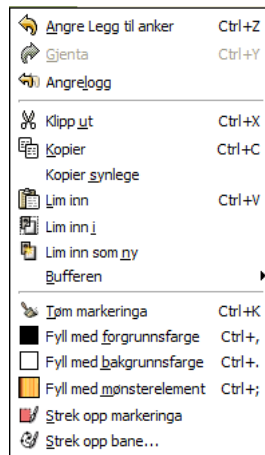 Angre Legg til anker Ctrl+Z
Gjenta Ctrl+Y
Angrelogg
Klipp ut Ctrl+X
Kopier Ctrl+C
Kopier synlege
Lim inn Ctrl+V
Lim inn i
Lim inn som ny
Bufferen
Tøm markeringa Ctrl+K
Fyll med forgrunnsfarge Ctrl+,
Fyll med bakgrunnsfarge Ctrl+.
Fyll med mønsterelement Ctrl+;
Strek opp markeringa
Strek opp bane...